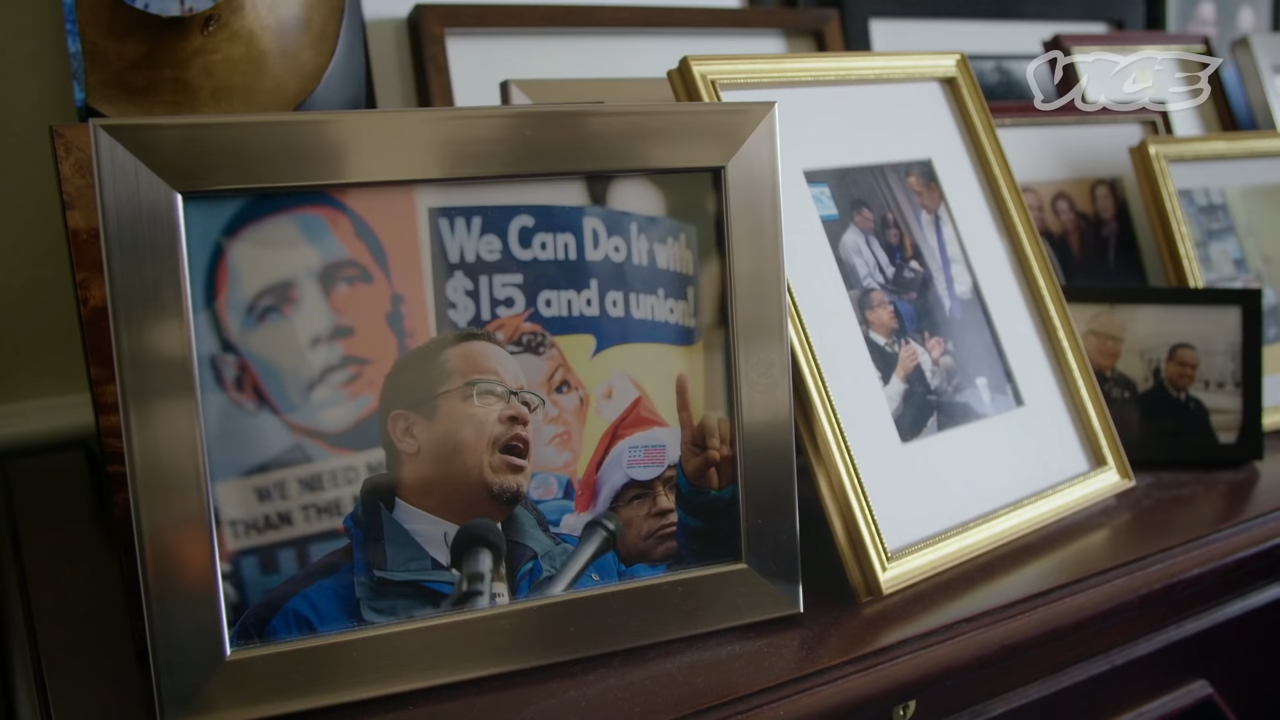 VICE
We Can Do It with
$15 and a union!
WE NEED
THAN THE